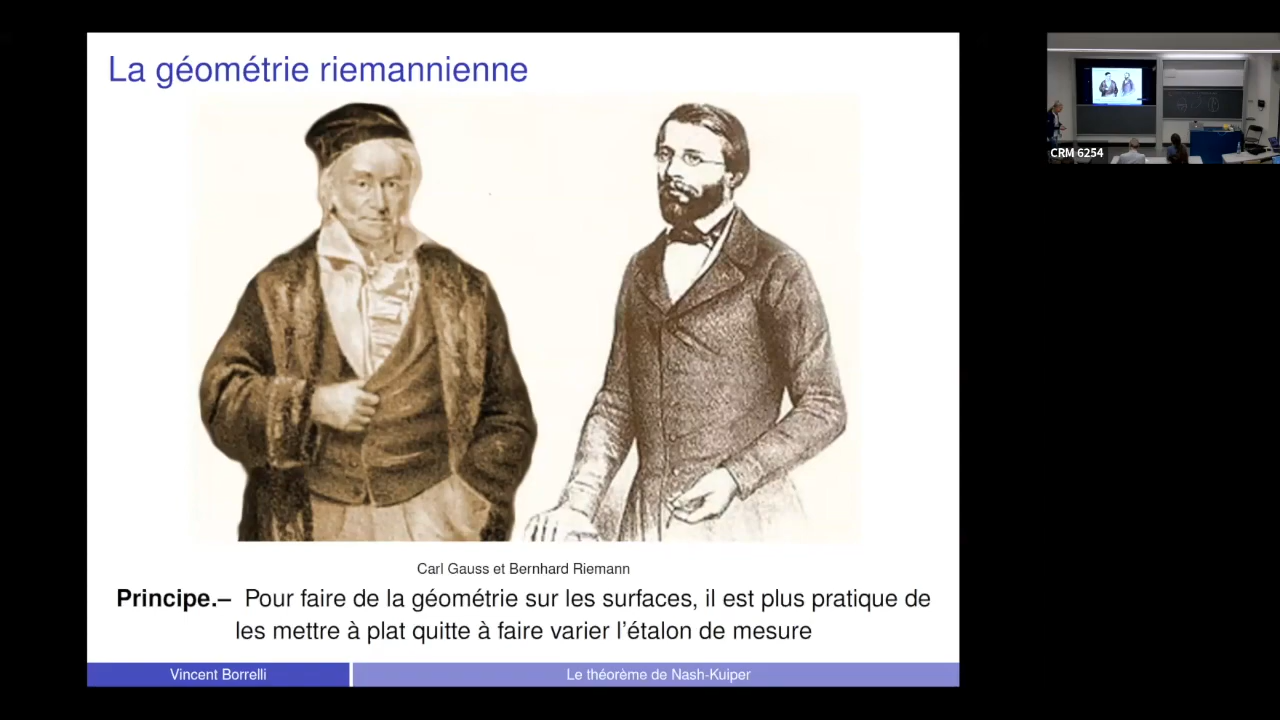 La géométrie riemannienne
CRM 6254
Carl Gauss et Bernhard Riemann
Principe.– Pour faire de la géométrie sur les surfaces, il est plus pratique de
les mettre à plat quitte à faire varier l'étalon de mesure
Vincent Borrelli
Le théorème de Nash-Kuiper